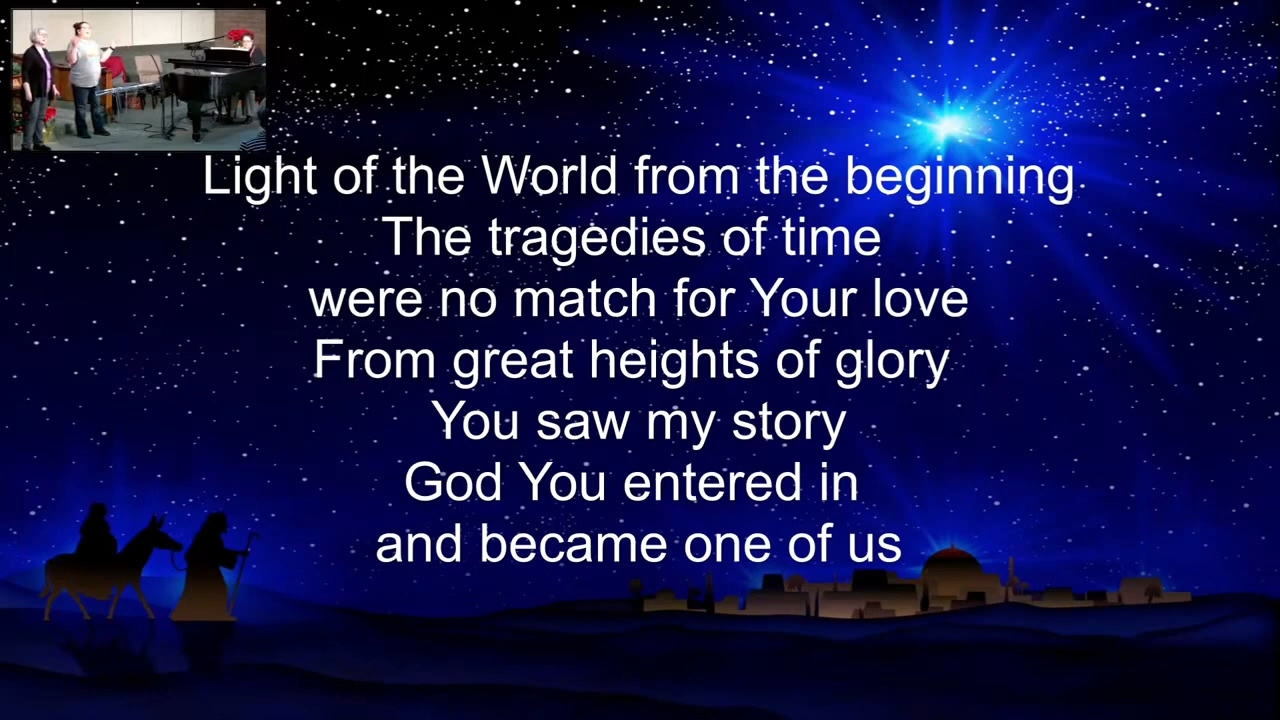 Light of the World from the beginning
The tragedies of time
were no match for Your love
From great heights of glory
You saw my story
God You entered in
and became one of us